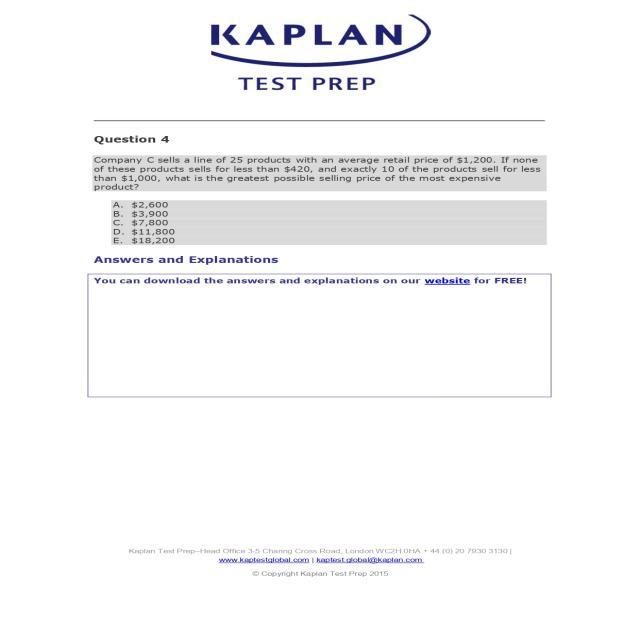 KAPLAN
TEST PREP
Question 4
Company C sells a line of 25 products with an average retail price of $1,200. If none
of these products sells for less than $420, and exactly 10 of the products sell for less
than $1,000, what is the greatest possible selling price of the most expensive
product?
A. $2,600
B. $3,900
C. $7,800
D. $11,800
E. $18,200
Answers and Explanations
You can download the answers and explanations on our website for FREE!
Kaplan Test Prep–Head Office 3-5 Charing Cross Road, London WC2H 0HA + 44 (0) 20 7930 3130 |
www.kaptestglobal.com | kaptest.global@kaplan.com
© Copyright Kaplan Test Prep 2015